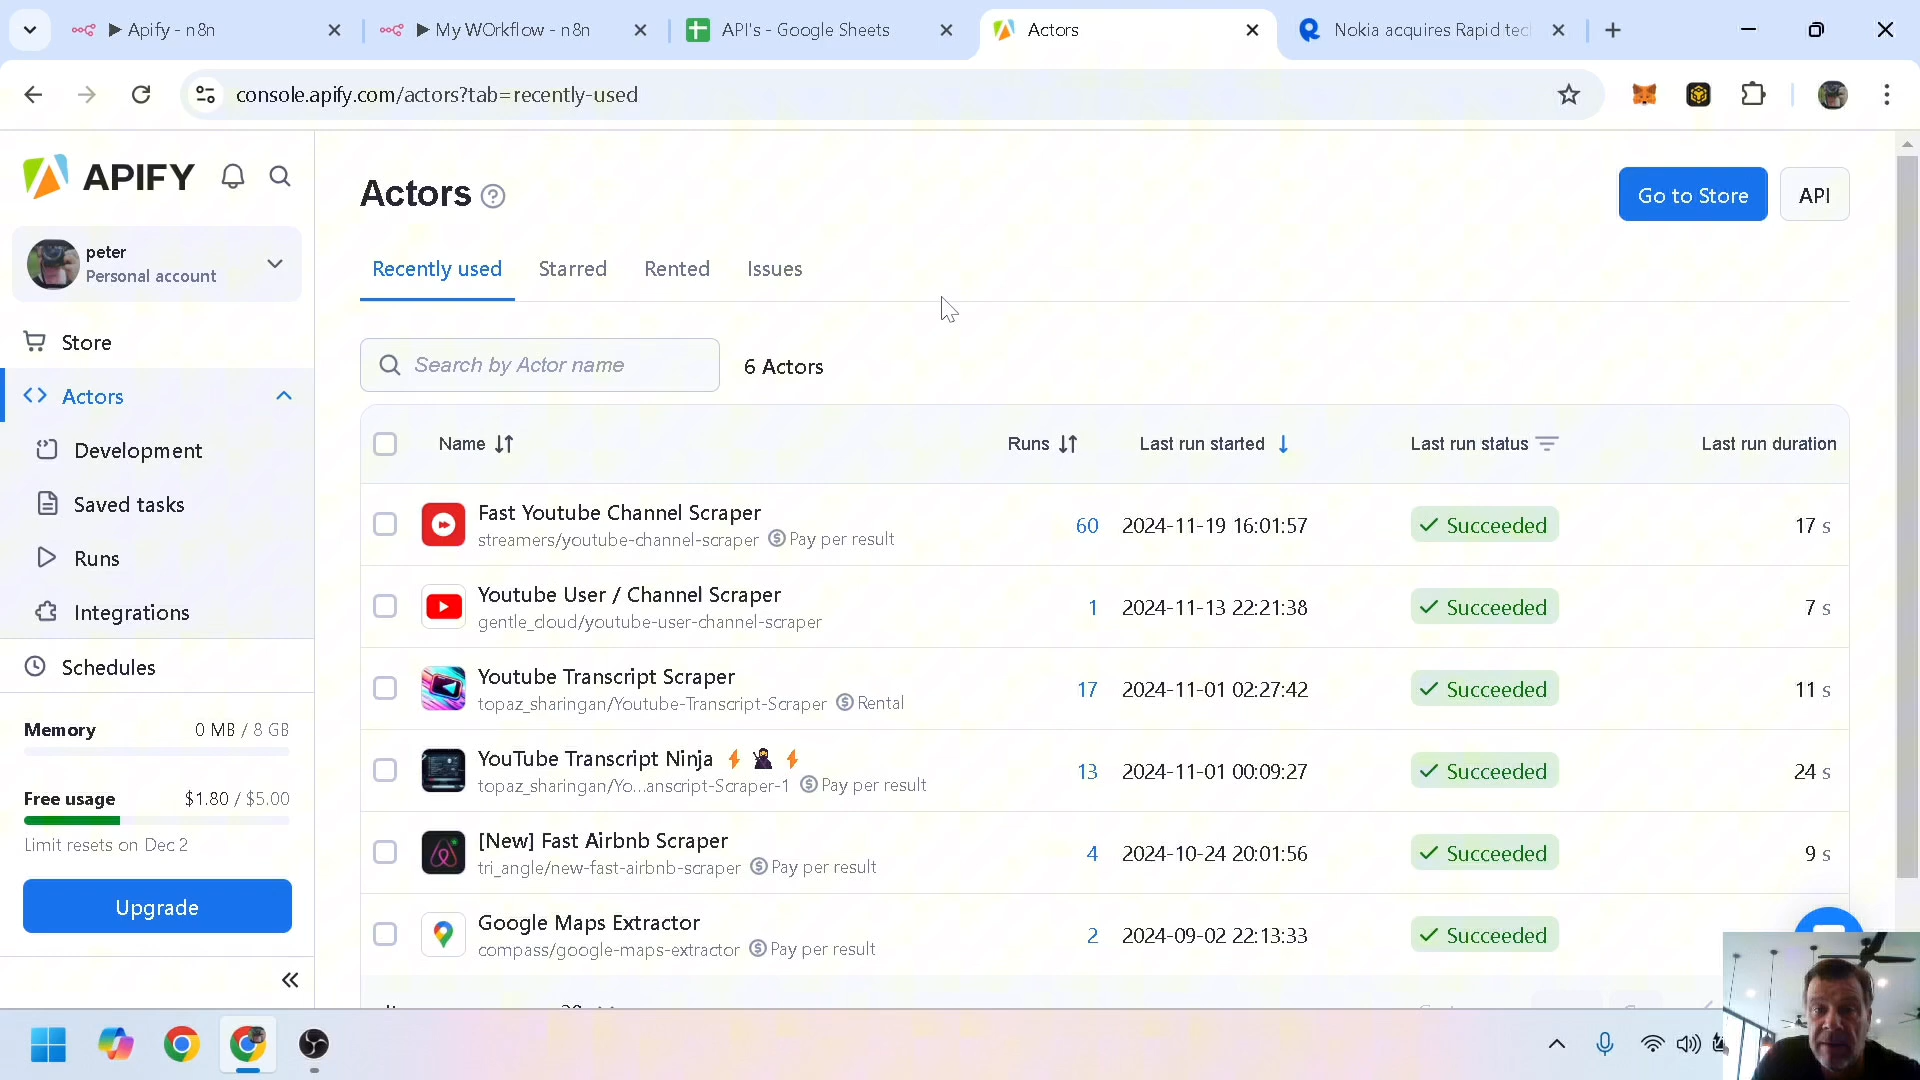 ▶ Apify - n8n
▶ My WOrkflow - n8n
API's - Google Sheets
Actors
Nokia acquires Rapid tec
console.apify.com/actors?tab=recently-used
APIFY
peter
Personal account
Store
Actors
Development
Saved tasks
Runs
Integrations
Schedules
Memory 0 MB / 8 GB
Free usage $1.80 / $5.00
Limit resets on Dec 2
Upgrade
Actors
Go to Store
API
Recently used Starred Rented Issues
Search by Actor name
6 Actors
Name Runs Last run started Last run status Last run duration
Fast Youtube Channel Scraper
streamers/youtube-channel-scraper Pay per result
60 2024-11-19 16:01:57 Succeeded 17 s
Youtube User / Channel Scraper
gentle_cloud/youtube-user-channel-scraper
1 2024-11-13 22:21:38 Succeeded 7 s
Youtube Transcript Scraper
topaz_sharingan/Youtube-Transcript-Scraper Rental
17 2024-11-01 02:27:42 Succeeded 11 s
YouTube Transcript Ninja ⚡ 🥷 ⚡
topaz_sharingan/Yo...anscript-Scraper-1 Pay per result
13 2024-11-01 00:09:27 Succeeded 24 s
[New] Fast Airbnb Scraper
tri_angle/new-fast-airbnb-scraper Pay per result
4 2024-10-24 20:01:56 Succeeded 9 s
Google Maps Extractor
compass/google-maps-extractor Pay per result
2 2024-09-02 22:13:33 Succeeded